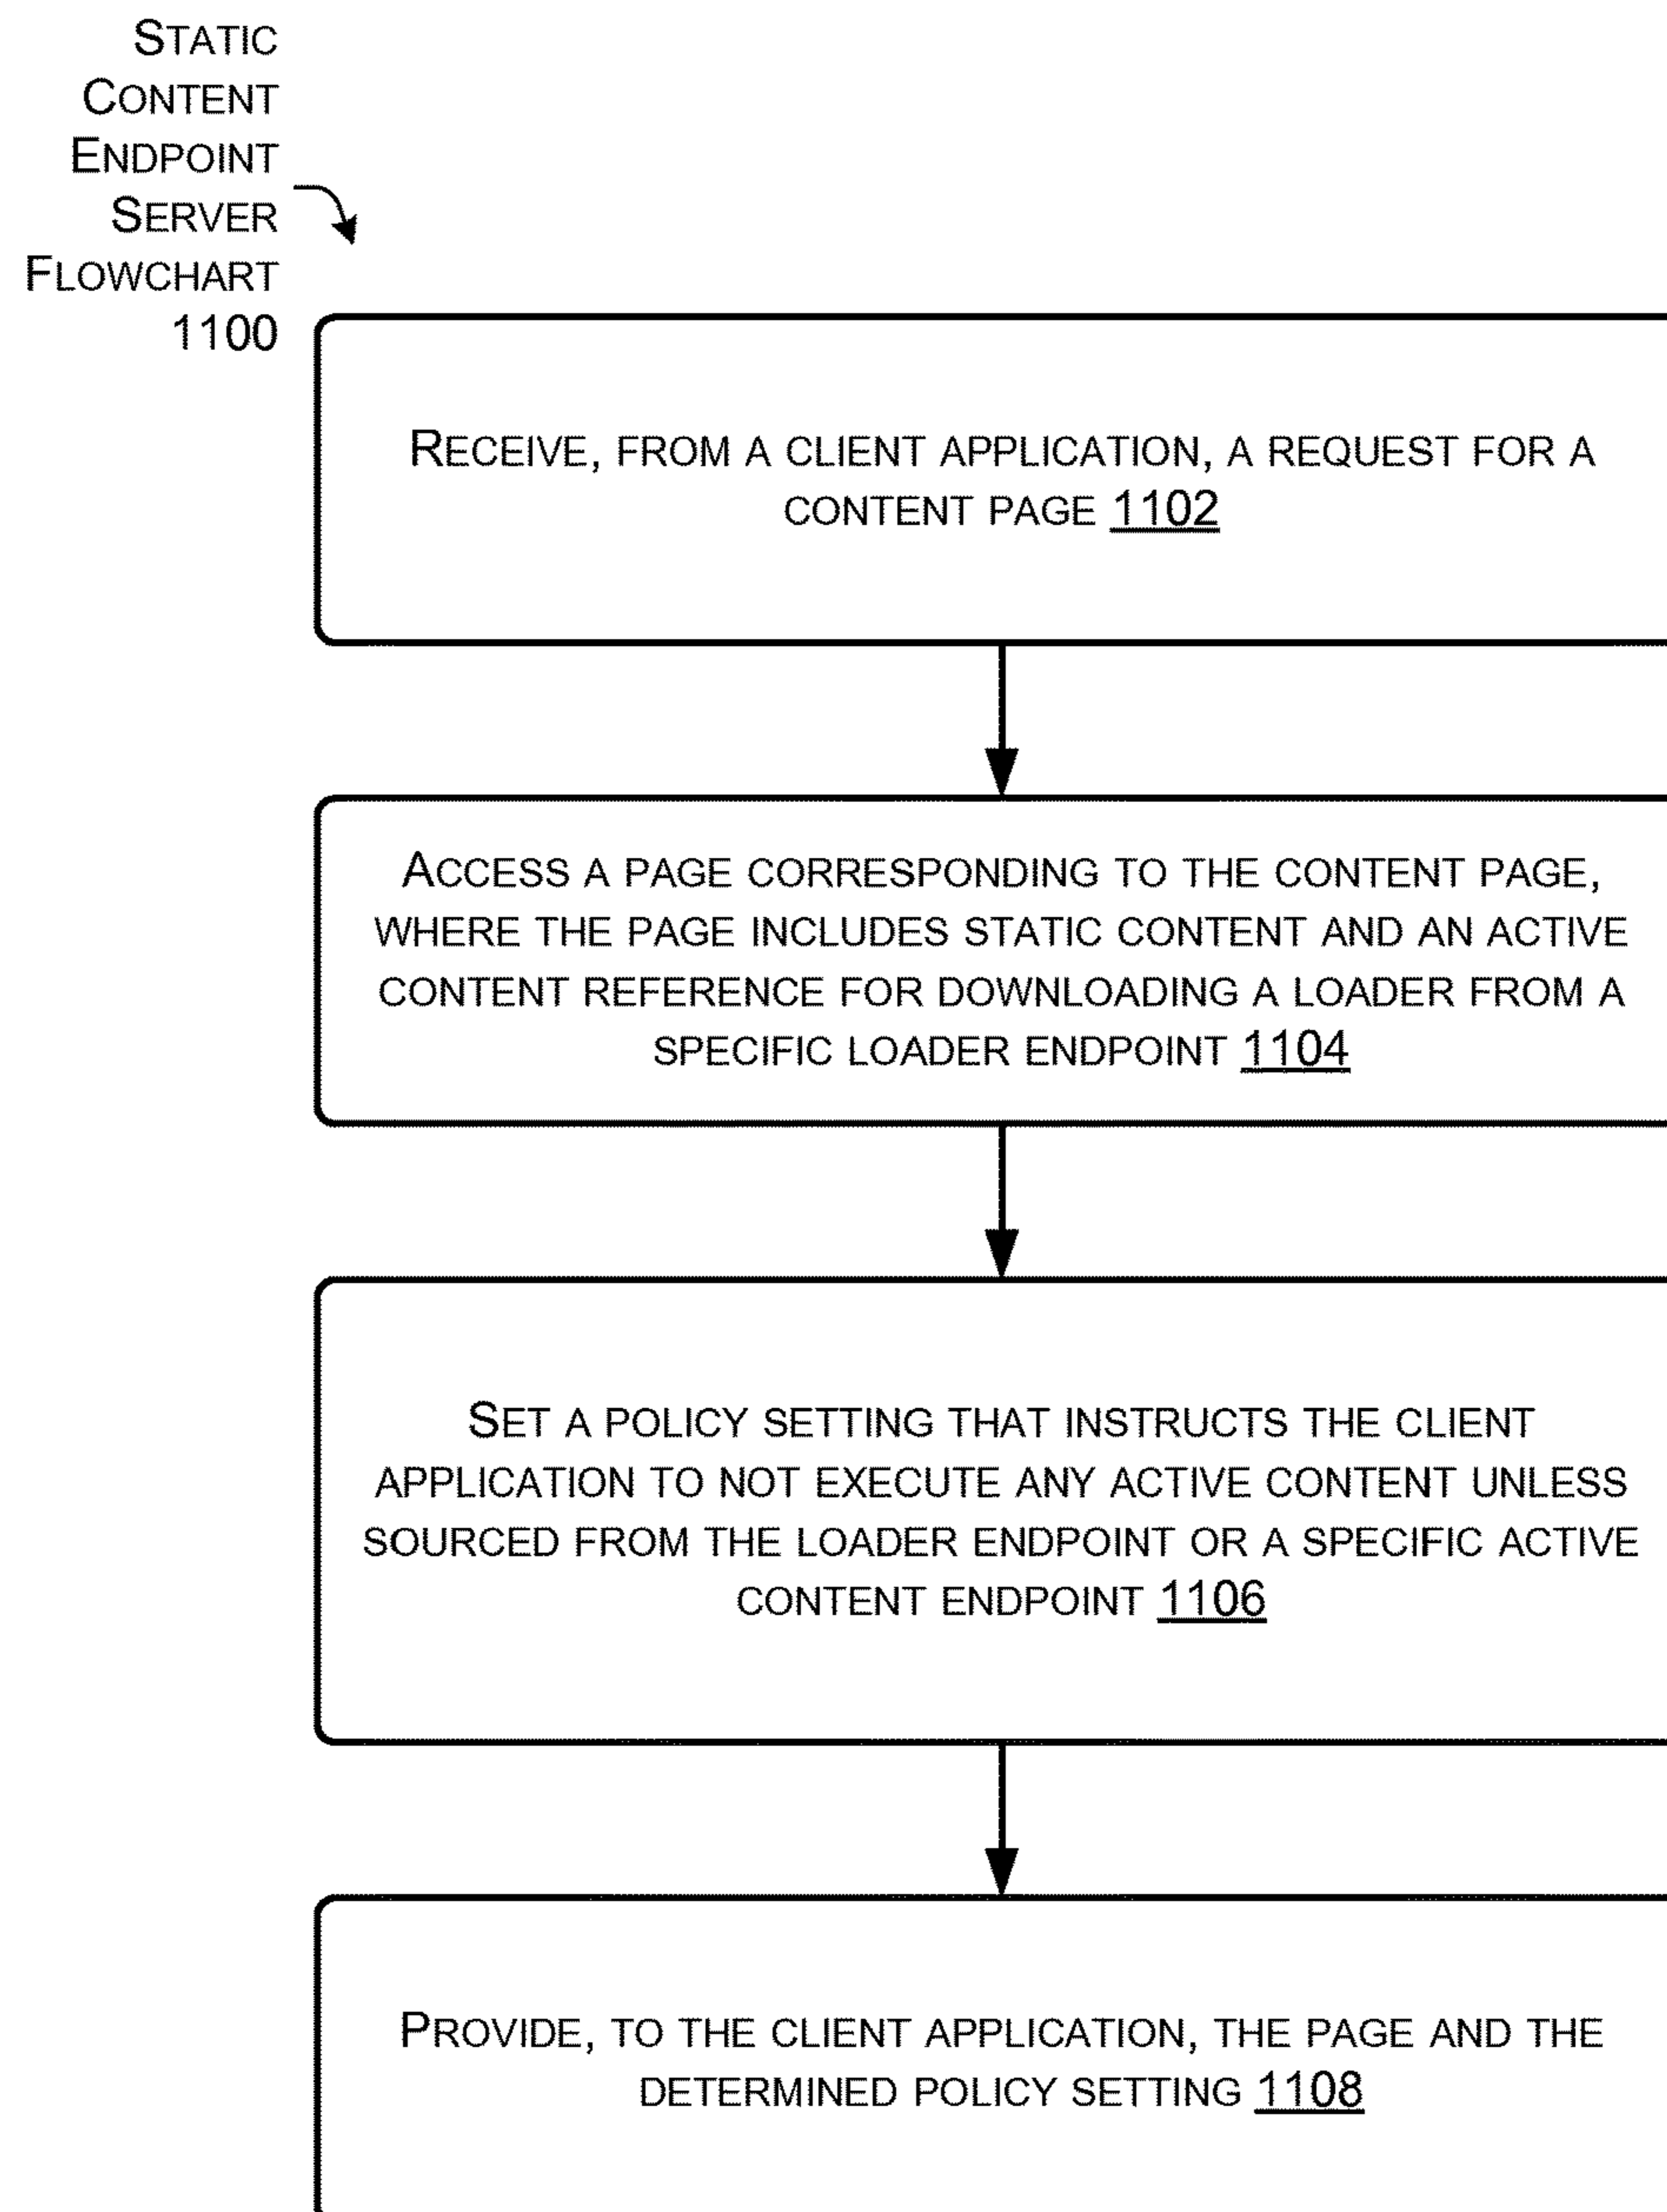 STATIC
CONTENT
ENDPOINT
SERVER
FLOWCHART
1100
RECEIVE, FROM A CLIENT APPLICATION, A REQUEST FOR A
CONTENT PAGE 1102
ACCESS A PAGE CORRESPONDING TO THE CONTENT PAGE,
WHERE THE PAGE INCLUDES STATIC CONTENT AND AN ACTIVE
CONTENT REFERENCE FOR DOWNLOADING A LOADER FROM A
SPECIFIC LOADER ENDPOINT 1104
SET A POLICY SETTING THAT INSTRUCTS THE CLIENT
APPLICATION TO NOT EXECUTE ANY ACTIVE CONTENT UNLESS
SOURCED FROM THE LOADER ENDPOINT OR A SPECIFIC ACTIVE
CONTENT ENDPOINT 1106
PROVIDE, TO THE CLIENT APPLICATION, THE PAGE AND THE
DETERMINED POLICY SETTING 1108